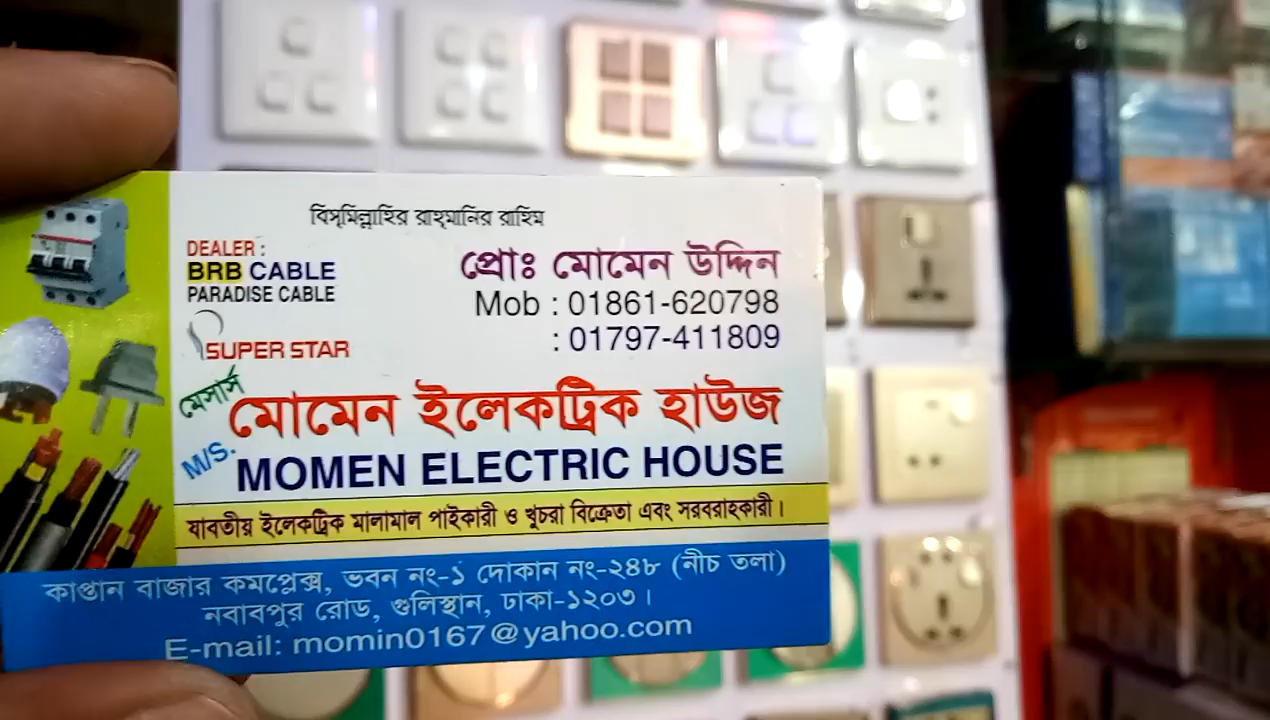 বিস্‌মিল্লাহির রাহ্‌মানির রাহিম
DEALER :
BRB CABLE
PARADISE CABLE
SUPER STAR
প্রোঃ মোমেন উদ্দিন
Mob : 01861-620798
: 01797-411809
মেসার্স মোমেন ইলেকট্রিক হাউজ
M/S. MOMEN ELECTRIC HOUSE
যাবতীয় ইলেকট্রিক মালামাল পাইকারী ও খুচরা বিক্রেতা এবং সরবরাহকারী।
কাপ্তান বাজার কমপ্লেক্স, ভবন নং-১ দোকান নং-২৪৮ (নীচ তলা)
নবাবপুর রোড, গুলিস্থান, ঢাকা-১২০৩।
E-mail: momin0167@yahoo.com